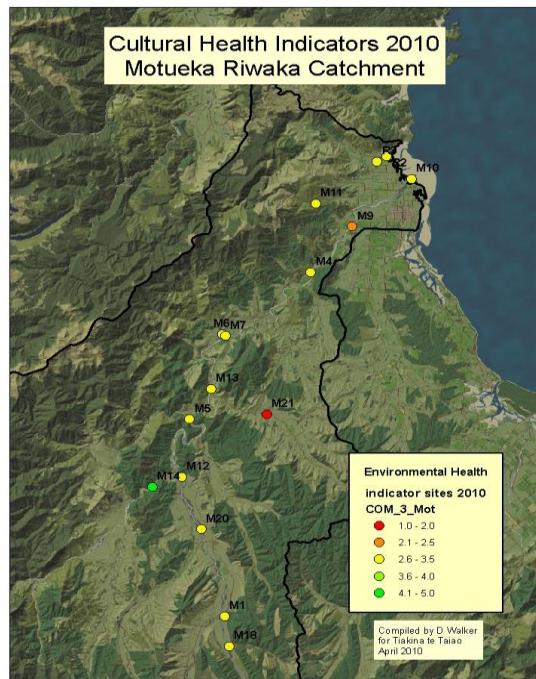 Cultural Health Indicators 2010
Motueka Riwaka Catchment
M10
M11
M9
M4
M6 M7
M13
M5
M21
M14
M12
M20
M1
M18
Environmental Health
indicator sites 2010
COM_3_Mot
1.0 - 2.0
2.1 - 2.5
2.6 - 3.5
3.6 - 4.0
4.1 - 5.0
Compiled by D Walker
for Tiakina te Taiao
April 2010